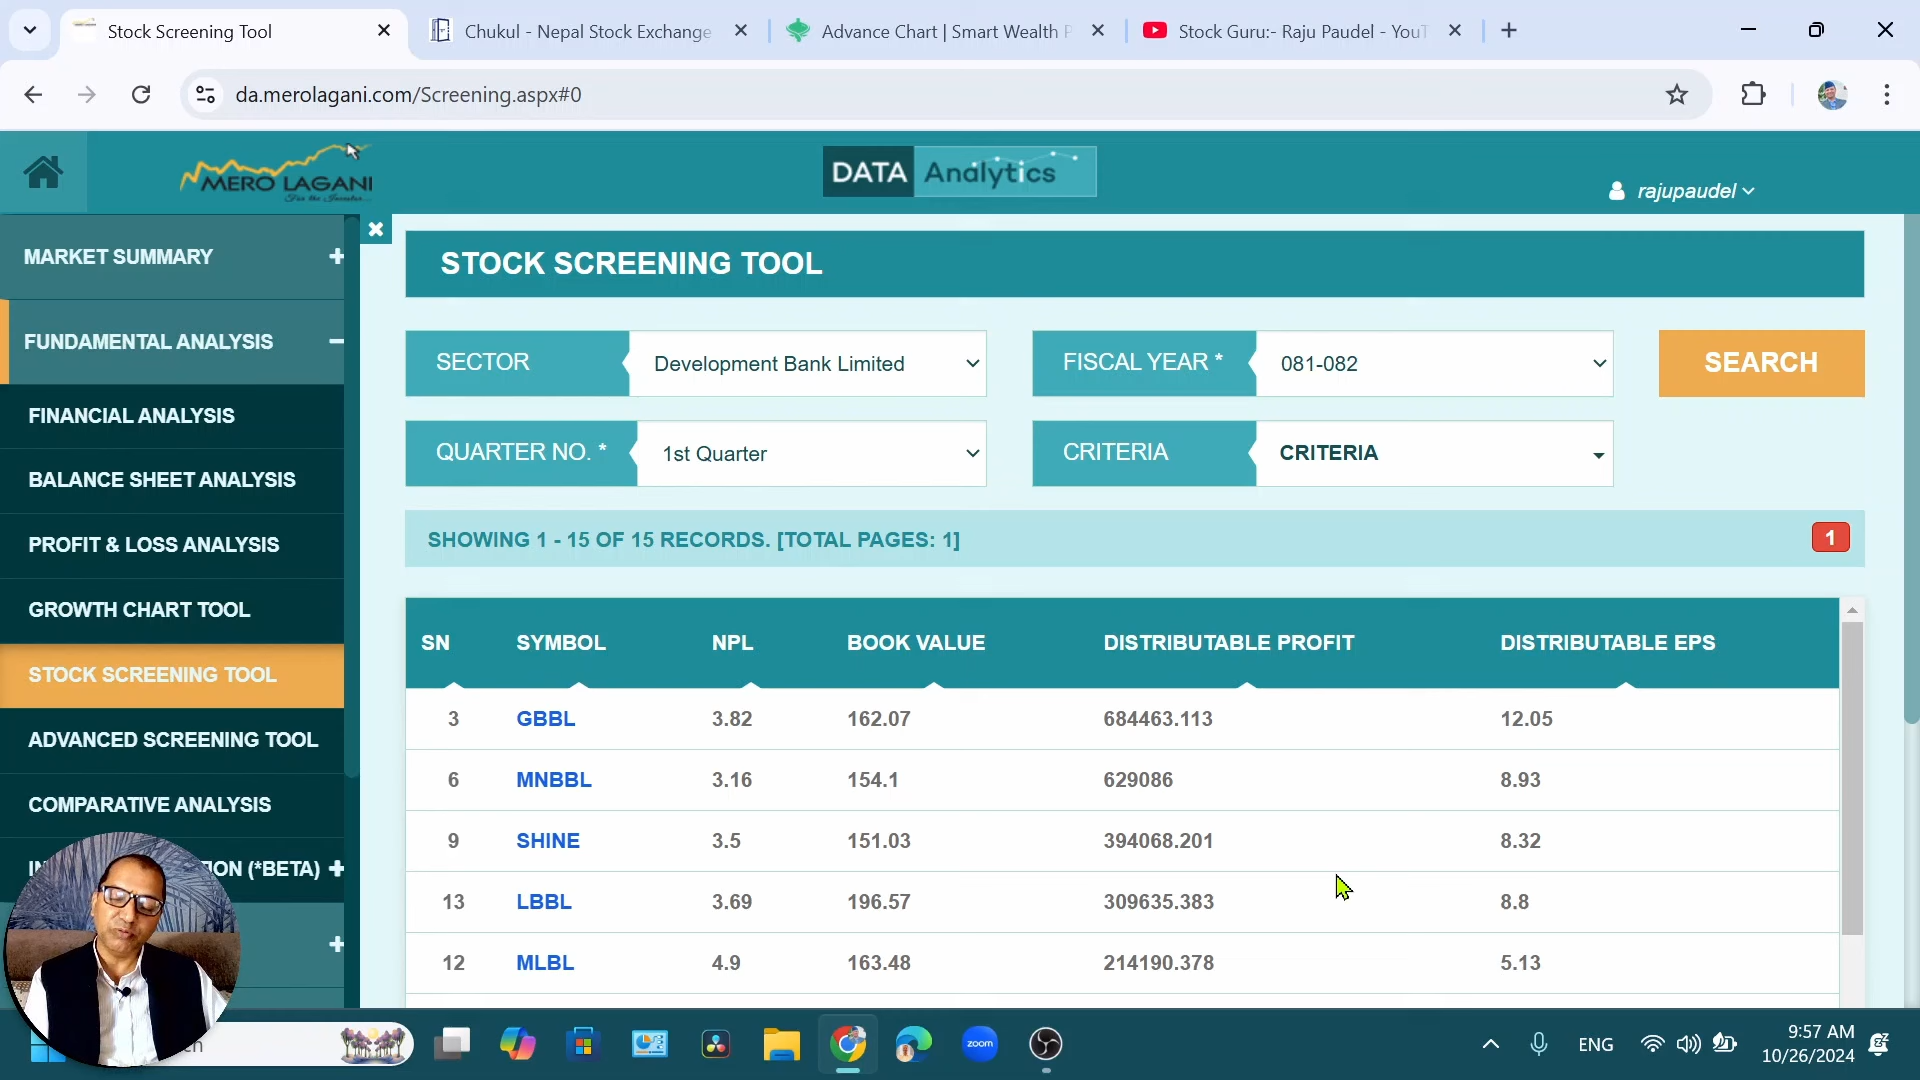 Stock Screening Tool
Chukul - Nepal Stock Exchange
Advance Chart | Smart Wealth P
Stock Guru:- Raju Paudel - YouT
da.merolagani.com/Screening.aspx#0
MERO LAGANI
For the Investor...
DATA Analytics
rajupaudel
MARKET SUMMARY
FUNDAMENTAL ANALYSIS
FINANCIAL ANALYSIS
BALANCE SHEET ANALYSIS
PROFIT & LOSS ANALYSIS
GROWTH CHART TOOL
STOCK SCREENING TOOL
ADVANCED SCREENING TOOL
COMPARATIVE ANALYSIS
ION (*BETA)
STOCK SCREENING TOOL
SECTOR Development Bank Limited FISCAL YEAR * 081-082 SEARCH
QUARTER NO. * 1st Quarter CRITERIA CRITERIA
SHOWING 1 - 15 OF 15 RECORDS. [TOTAL PAGES: 1] 1
SN SYMBOL NPL BOOK VALUE DISTRIBUTABLE PROFIT DISTRIBUTABLE EPS
3 GBBL 3.82 162.07 684463.113 12.05
6 MNBBL 3.16 154.1 629086 8.93
9 SHINE 3.5 151.03 394068.201 8.32
13 LBBL 3.69 196.57 309635.383 8.8
12 MLBL 4.9 163.48 214190.378 5.13
zoom
ENG
9:57 AM
10/26/2024